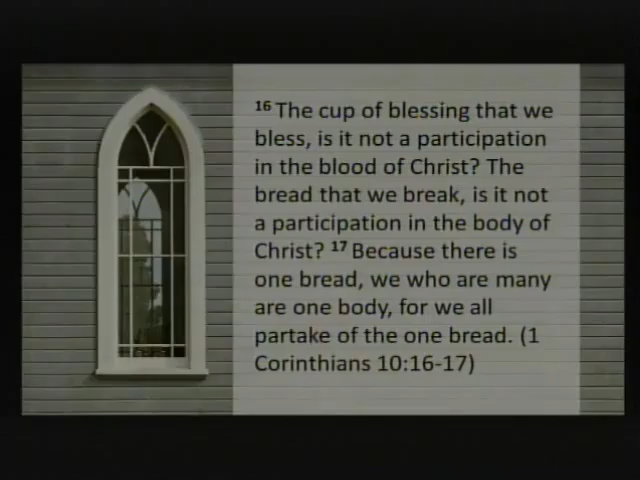 16 The cup of blessing that we
bless, is it not a participation
in the blood of Christ? The
bread that we break, is it not
a participation in the body of
Christ? 17 Because there is
one bread, we who are many
are one body, for we all
partake of the one bread. (1
Corinthians 10:16-17)